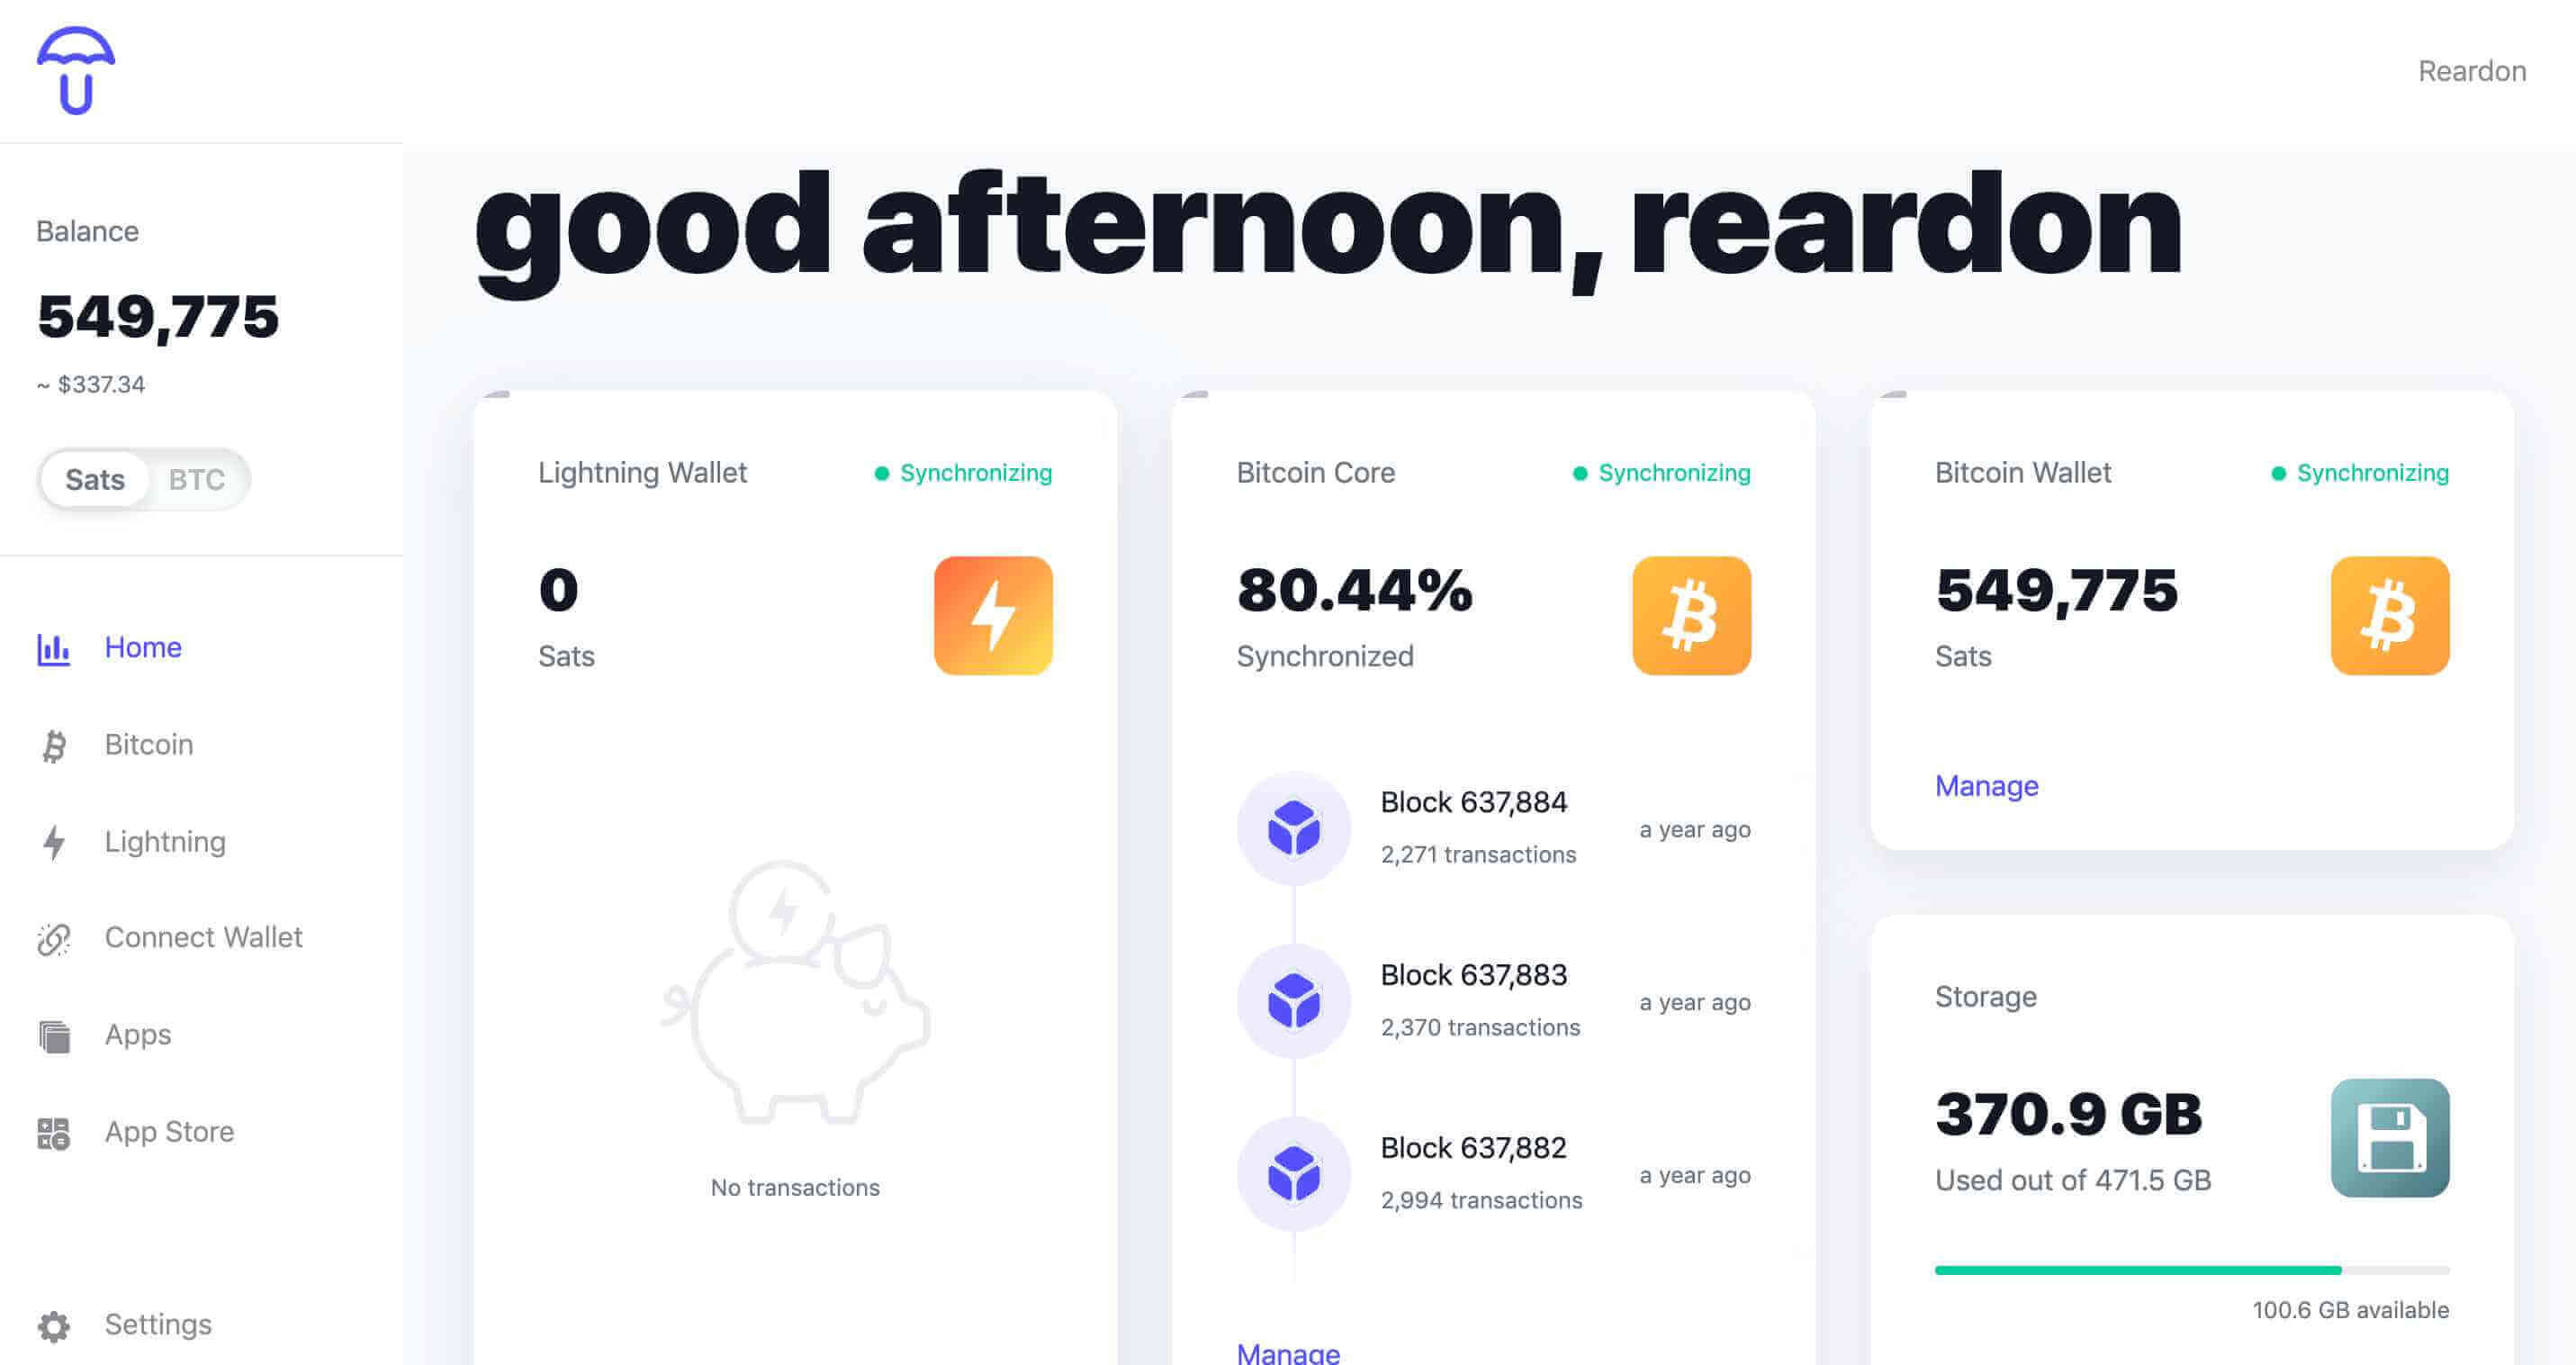 Reardon
Balance
549,775
~ $337.34
Sats BTC
Home
Bitcoin
Lightning
Connect Wallet
Apps
App Store
Settings
good afternoon, reardon
Lightning Wallet
Synchronizing
0
Sats
No transactions
Bitcoin Core
Synchronizing
80.44%
Synchronized
Block 637,884
2,271 transactions
a year ago
Block 637,883
2,370 transactions
a year ago
Block 637,882
2,994 transactions
a year ago
Manage
Bitcoin Wallet
Synchronizing
549,775
Sats
Manage
Storage
370.9 GB
Used out of 471.5 GB
100.6 GB available